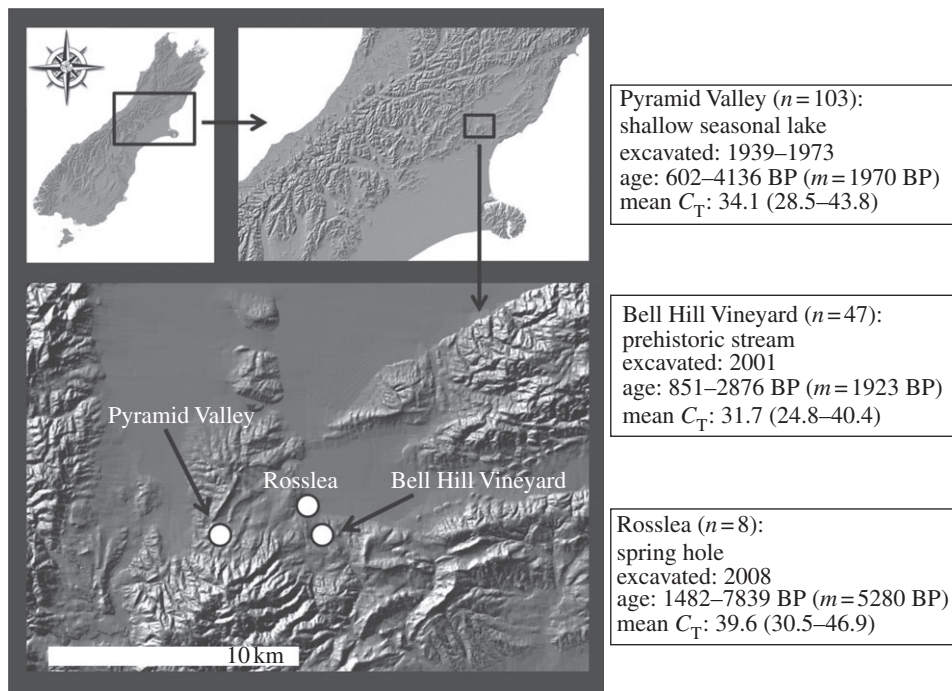 Pyramid Valley (n = 103):
shallow seasonal lake
excavated: 1939–1973
age: 602–4136 BP (m = 1970 BP)
mean CT: 34.1 (28.5–43.8)
Bell Hill Vineyard (n = 47):
prehistoric stream
excavated: 2001
age: 851–2876 BP (m = 1923 BP)
mean CT: 31.7 (24.8–40.4)
Rosslea (n = 8):
spring hole
excavated: 2008
age: 1482–7839 BP (m = 5280 BP)
mean CT: 39.6 (30.5–46.9)
Pyramid Valley
Rosslea
Bell Hill Vineyard
10 km